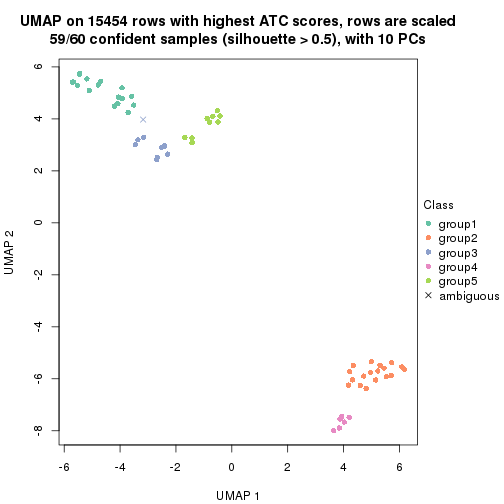 UMAP on 15454 rows with highest ATC scores, rows are scaled
59/60 confident samples (silhouette > 0.5), with 10 PCs
6
4
2
0
-2
-4
-6
-8
UMAP 2
-6
-4
-2
0
2
4
6
UMAP 1
Class
group1
group2
group3
group4
group5
ambiguous